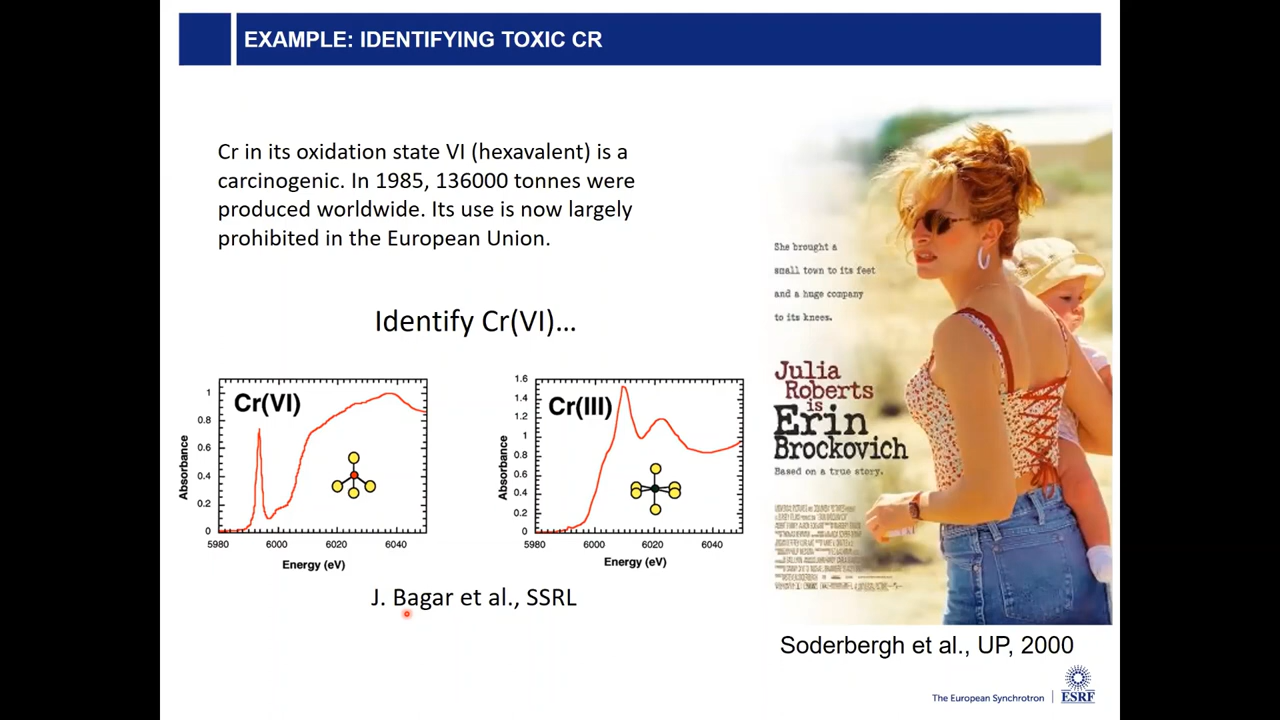 EXAMPLE: IDENTIFYING TOXIC CR
Cr in its oxidation state VI (hexavalent) is a
carcinogenic. In 1985, 136000 tonnes were
produced worldwide. Its use is now largely
prohibited in the European Union.
Identify Cr(VI)...
Cr(VI)
Absorbance
1
0.8
0.6
0.4
0.2
0
5980 6000 6020 6040
Energy (eV)
Cr(III)
Absorbance
1.6
1.4
1.2
1
0.8
0.6
0.4
0.2
0
5980 6000 6020 6040
Energy (eV)
J. Bagar et al., SSRL
She brought a
small town to its feet
and a huge company
to its knees.
Julia
Roberts
is
Erin
Brockovich
Based on a true story.
Soderbergh et al., UP, 2000
The European Synchrotron
ESRF